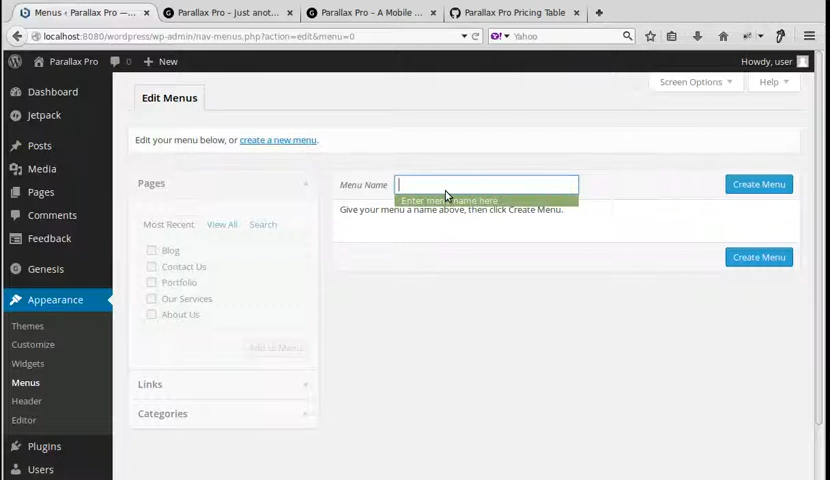 Menus ‹ Parallax Pro —...
Parallax Pro – Just anot...
Parallax Pro – A Mobile ...
Parallax Pro Pricing Table
localhost:8080/wordpress/wp-admin/nav-menus.php?action=edit&menu=0
Yahoo
Parallax Pro
0
New
Howdy, user
Screen Options
Help
Dashboard
Jetpack
Posts
Media
Pages
Comments
Feedback
Genesis
Appearance
Themes
Customize
Widgets
Menus
Header
Editor
Plugins
Users
Edit Menus
Edit your menu below, or create a new menu.
Pages
Most Recent
View All
Search
Blog
Contact Us
Portfolio
Our Services
About Us
Add to Menu
Links
Categories
Menu Name
Enter menu name here
Create Menu
Give your menu a name above, then click Create Menu.
Create Menu